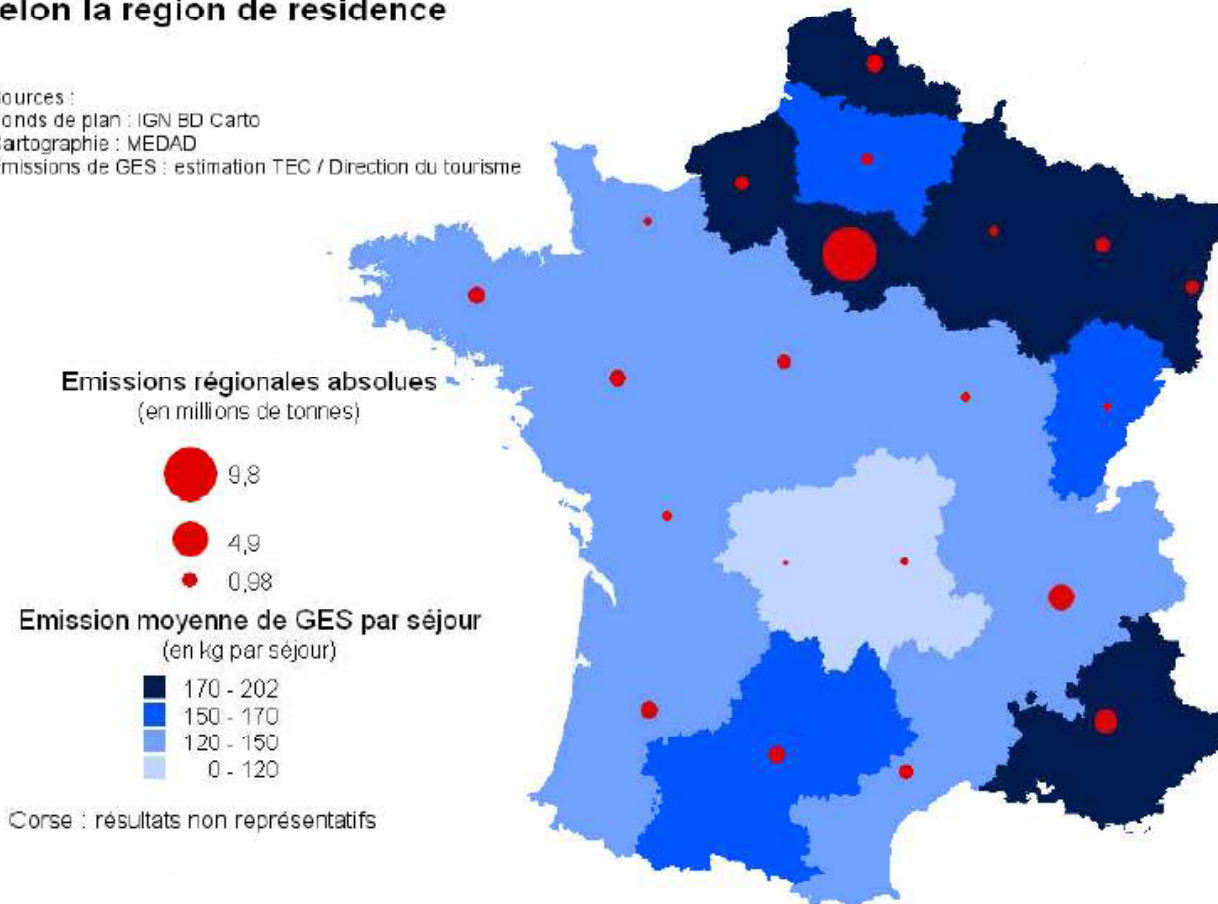 elon la région de résidence
ources :
onds de plan : IGN BD Carto
Cartographie : MEDAD
missions de GES : estimation TEC / Direction du tourisme
Emissions régionales absolues
(en millions de tonnes)
9,8
4,9
0,98
Emission moyenne de GES par séjour
(en kg par séjour)
170 - 202
150 - 170
120 - 150
0 - 120
Corse : résultats non représentatifs